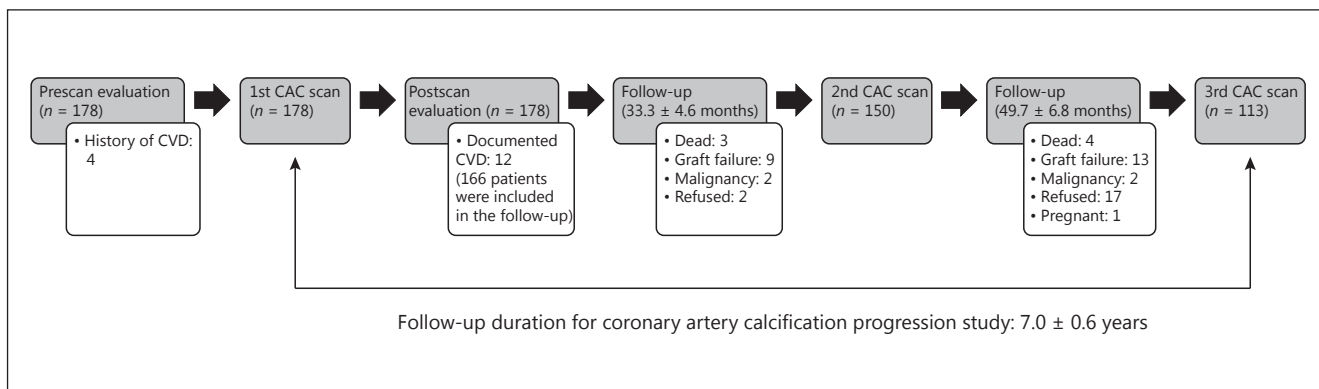 Prescan evaluation
(n = 178)
• History of CVD:
4
1st CAC scan
(n = 178)
Postscan
evaluation (n = 178)
• Documented
CVD: 12
(166 patients
were included
in the follow-up)
Follow-up
(33.3 ± 4.6 months)
• Dead: 3
• Graft failure: 9
• Malignancy: 2
• Refused: 2
2nd CAC scan
(n = 150)
Follow-up
(49.7 ± 6.8 months)
• Dead: 4
• Graft failure: 13
• Malignancy: 2
• Refused: 17
• Pregnant: 1
3rd CAC scan
(n = 113)
Follow-up duration for coronary artery calcification progression study: 7.0 ± 0.6 years